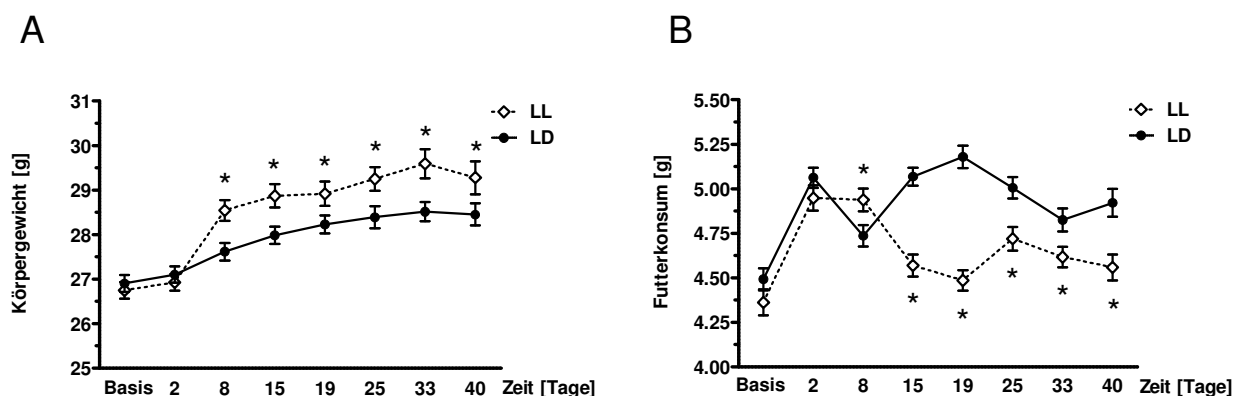 A
Körpergewicht [g]
31
30
29
28
27
26
25
* * * * * *
LL
LD
Basis 2 8 15 19 25 33 40 Zeit [Tage]
B
Futterkonsum [g]
5.50
5.25
5.00
4.75
4.50
4.25
4.00
*
* * * * *
LL
LD
Basis 2 8 15 19 25 33 40 Zeit [Tage]